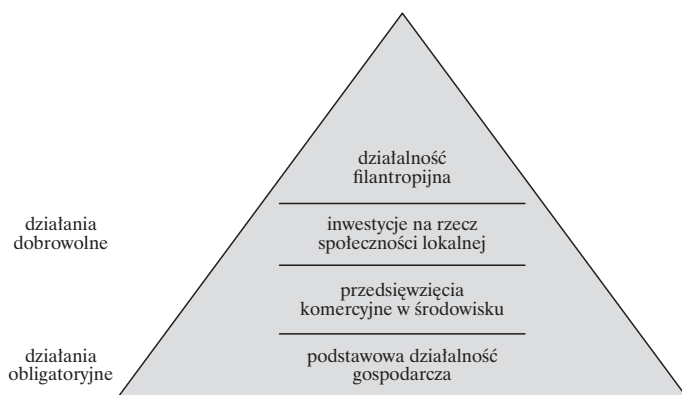 działalność
filantropijna
działania
dobrowolne
inwestycje na rzecz
społeczności lokalnej
przedsięwzięcia
komercyjne w środowisku
działania
obligatoryjne
podstawowa działalność
gospodarcza